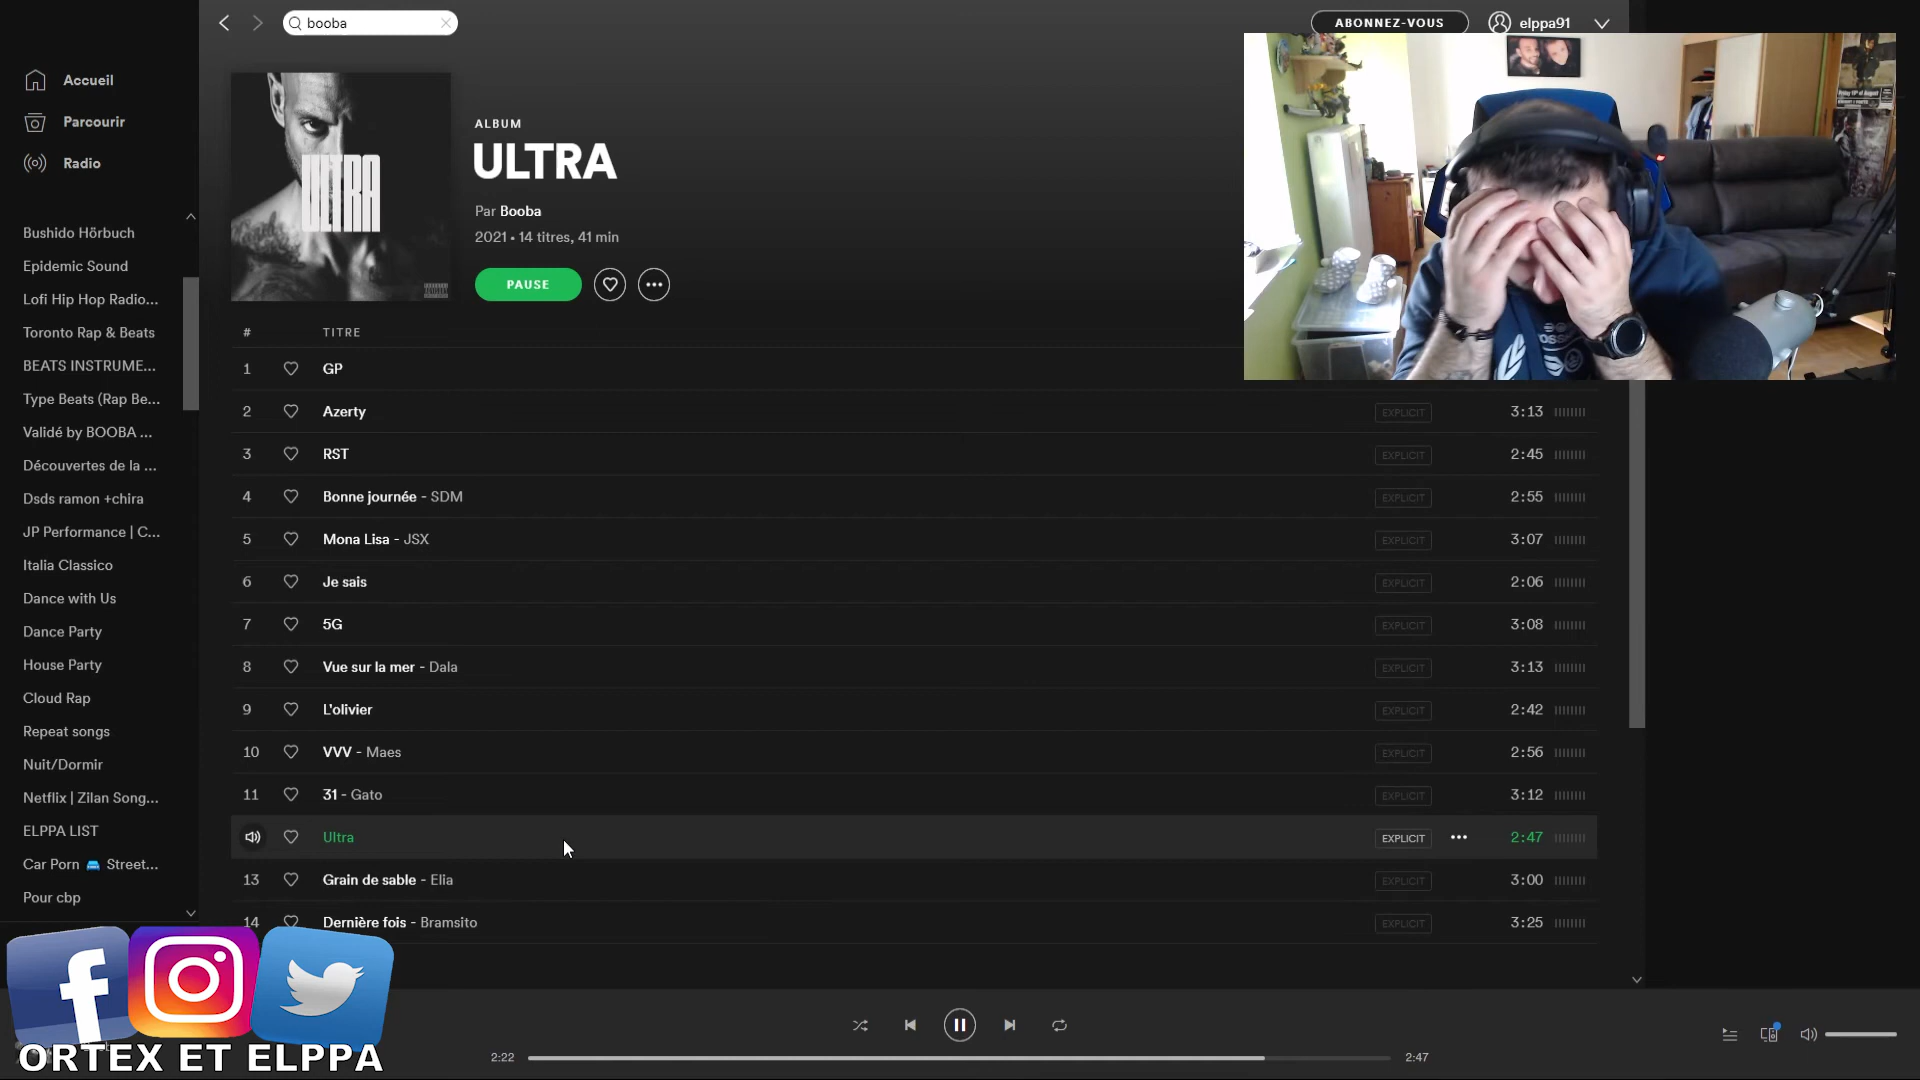 booba
ABONNEZ-VOUS
elppa91
Accueil
Parcourir
Radio
Bushido Hörbuch
Epidemic Sound
Lofi Hip Hop Radio...
Toronto Rap & Beats
BEATS INSTRUME...
Type Beats (Rap Be...
Validé by BOOBA ...
Découvertes de la ...
Dsds ramon +chira
JP Performance | C...
Italia Classico
Dance with Us
Dance Party
House Party
Cloud Rap
Repeat songs
Nuit/Dormir
Netflix | Zilan Song...
ELPPA LIST
Car Porn 🚘 Street...
Pour cbp
ULTRA
ALBUM
ULTRA
Par Booba
2021 • 14 titres, 41 min
PAUSE
# TITRE
1 GP
2 Azerty EXPLICIT 3:13
3 RST EXPLICIT 2:45
4 Bonne journée - SDM EXPLICIT 2:55
5 Mona Lisa - JSX EXPLICIT 3:07
6 Je sais EXPLICIT 2:06
7 5G EXPLICIT 3:08
8 Vue sur la mer - Dala EXPLICIT 3:13
9 L'olivier EXPLICIT 2:42
10 VVV - Maes EXPLICIT 2:56
11 31 - Gato EXPLICIT 3:12
Ultra EXPLICIT 2:47
13 Grain de sable - Elia EXPLICIT 3:00
14 Dernière fois - Bramsito EXPLICIT 3:25
ORTEX ET ELPPA
2:22
2:47